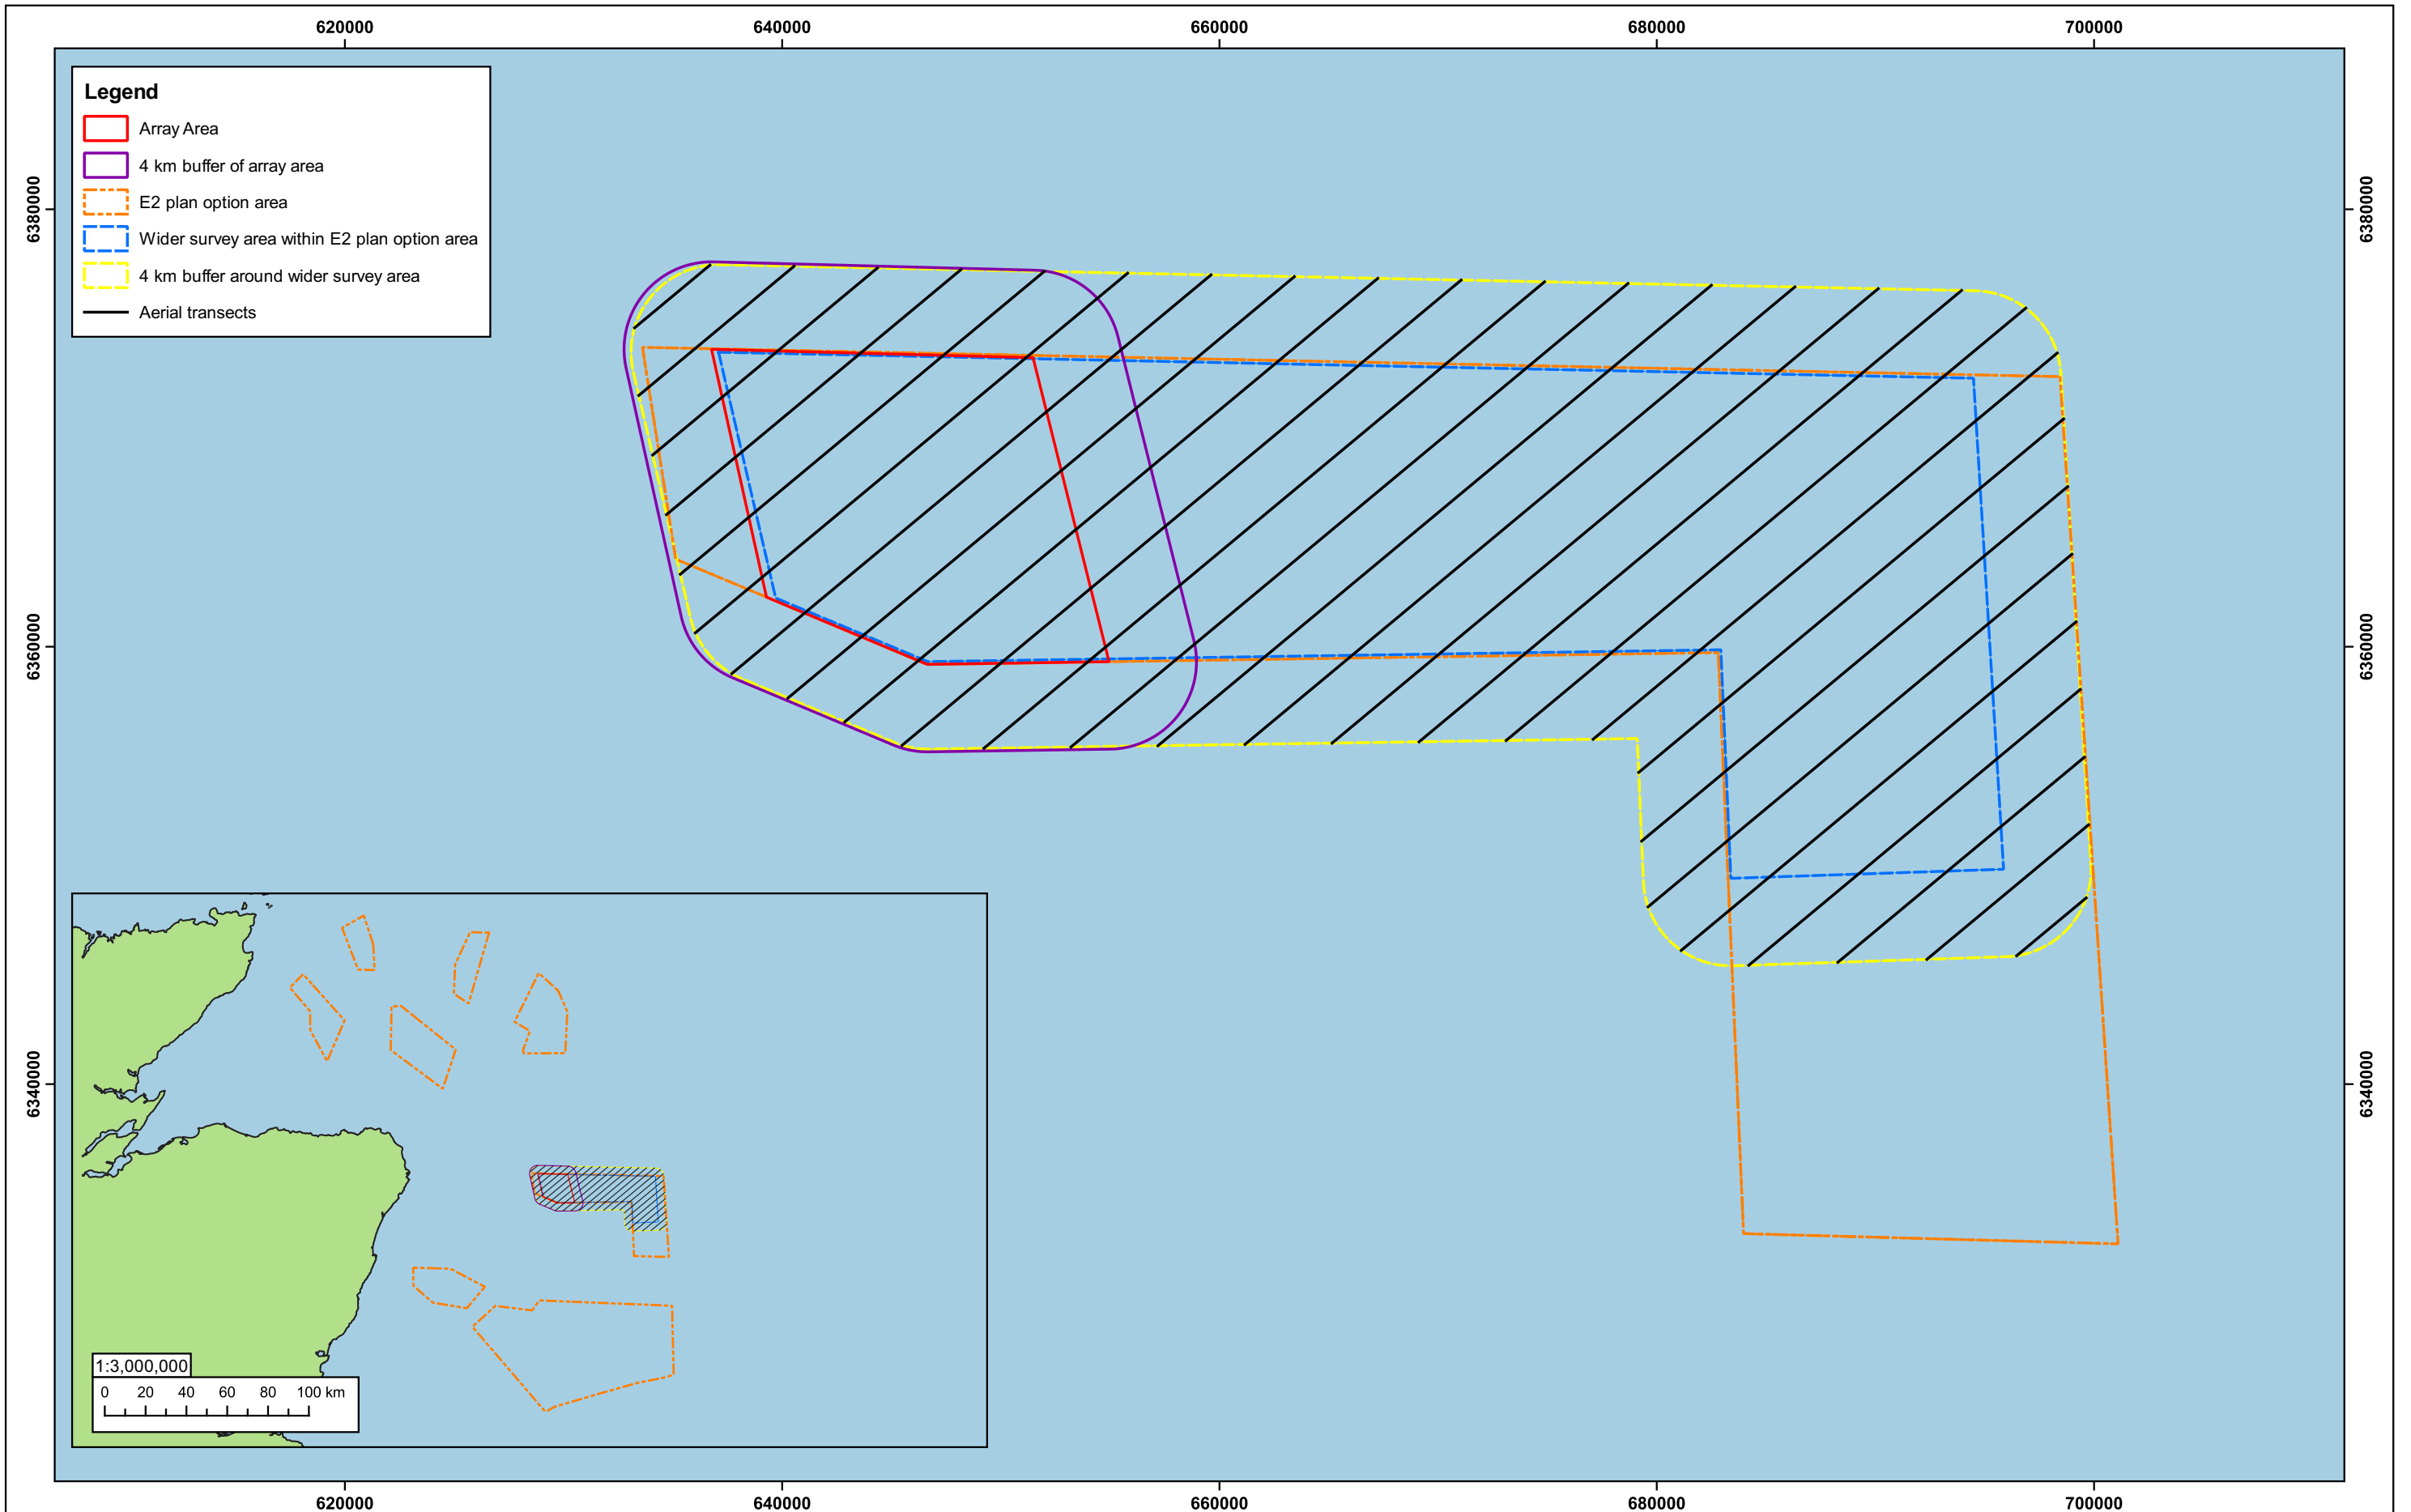 620000 640000 660000 680000 700000
Legend
Array Area
4 km buffer of array area
E2 plan option area
Wider survey area within E2 plan option area
4 km buffer around wider survey area
Aerial transects
6380000 6380000
6360000 6360000
6340000 6340000
1:3,000,000
0 20 40 60 80 100 km
620000 640000 660000 680000 700000